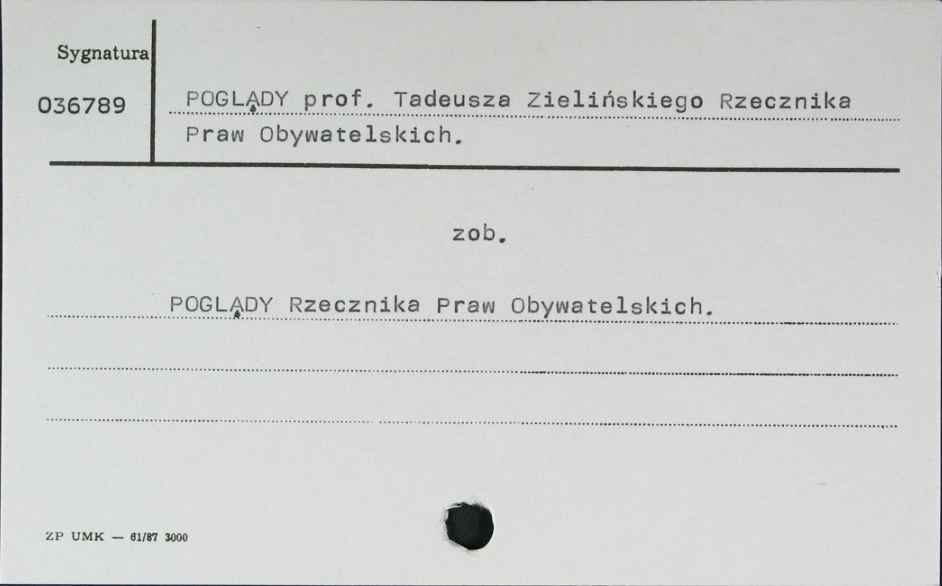 Sygnatura
036789
POGLĄDY prof. Tadeusza Zielińskiego Rzecznika
Praw Obywatelskich.
zob.
POGLĄDY Rzecznika Praw Obywatelskich.
ZP UMK — 61/87 3000